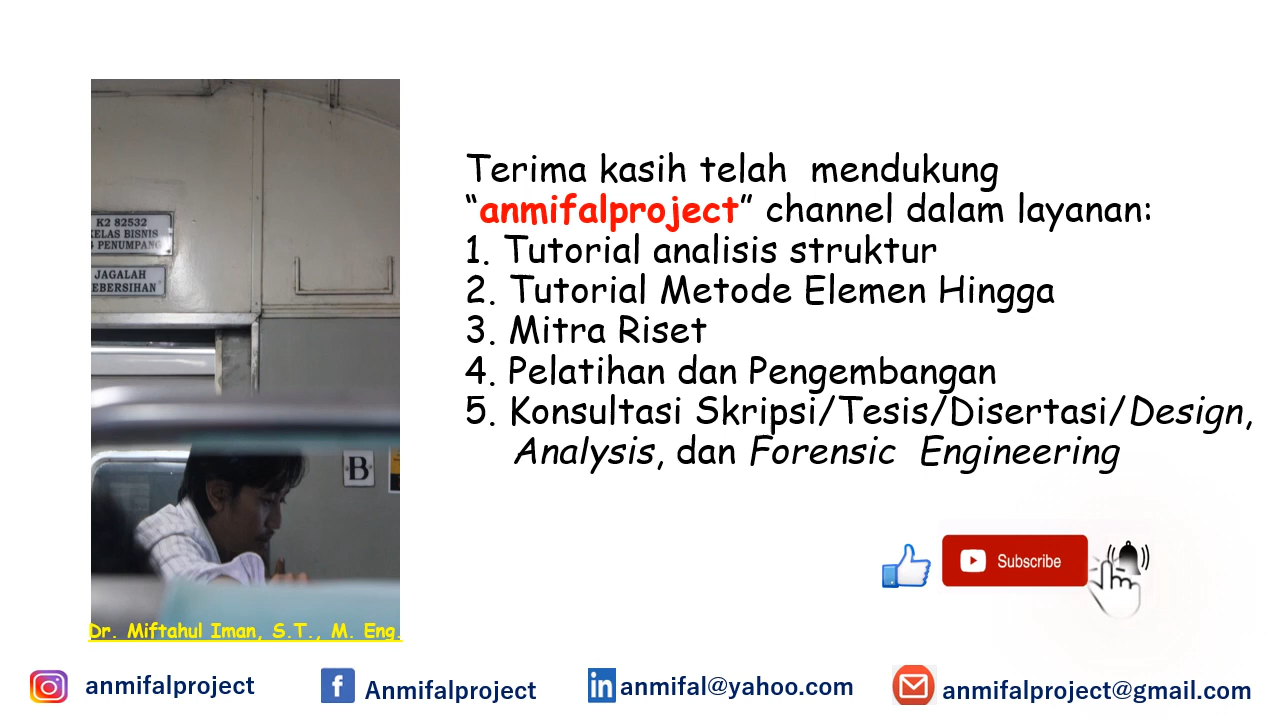 K2 82532
KELAS BISNIS
PENUMPANG
JAGALAH
KEBERSIHAN
B
Dr. Miftahul Iman, S.T., M. Eng.
Terima kasih telah mendukung
“anmifalproject” channel dalam layanan:
1. Tutorial analisis struktur
2. Tutorial Metode Elemen Hingga
3. Mitra Riset
4. Pelatihan dan Pengembangan
5. Konsultasi Skripsi/Tesis/Disertasi/Design,
Analysis, dan Forensic Engineering
Subscribe
anmifalproject
Anmifalproject
anmifal@yahoo.com
anmifalproject@gmail.com